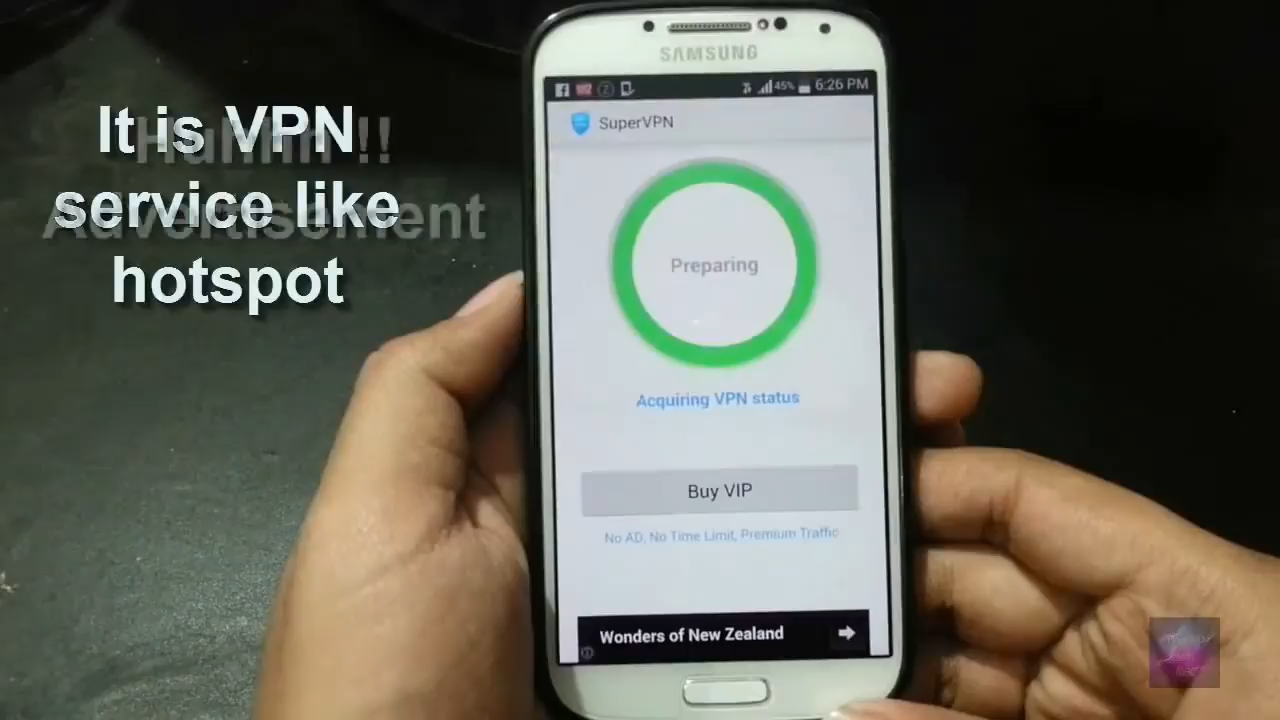 It is VPN
service like
hotspot
Advertisement
SAMSUNG
45% 6:26 PM
SuperVPN
Preparing
Acquiring VPN status
Buy VIP
No AD, No Time Limit, Premium Traffic
Wonders of New Zealand